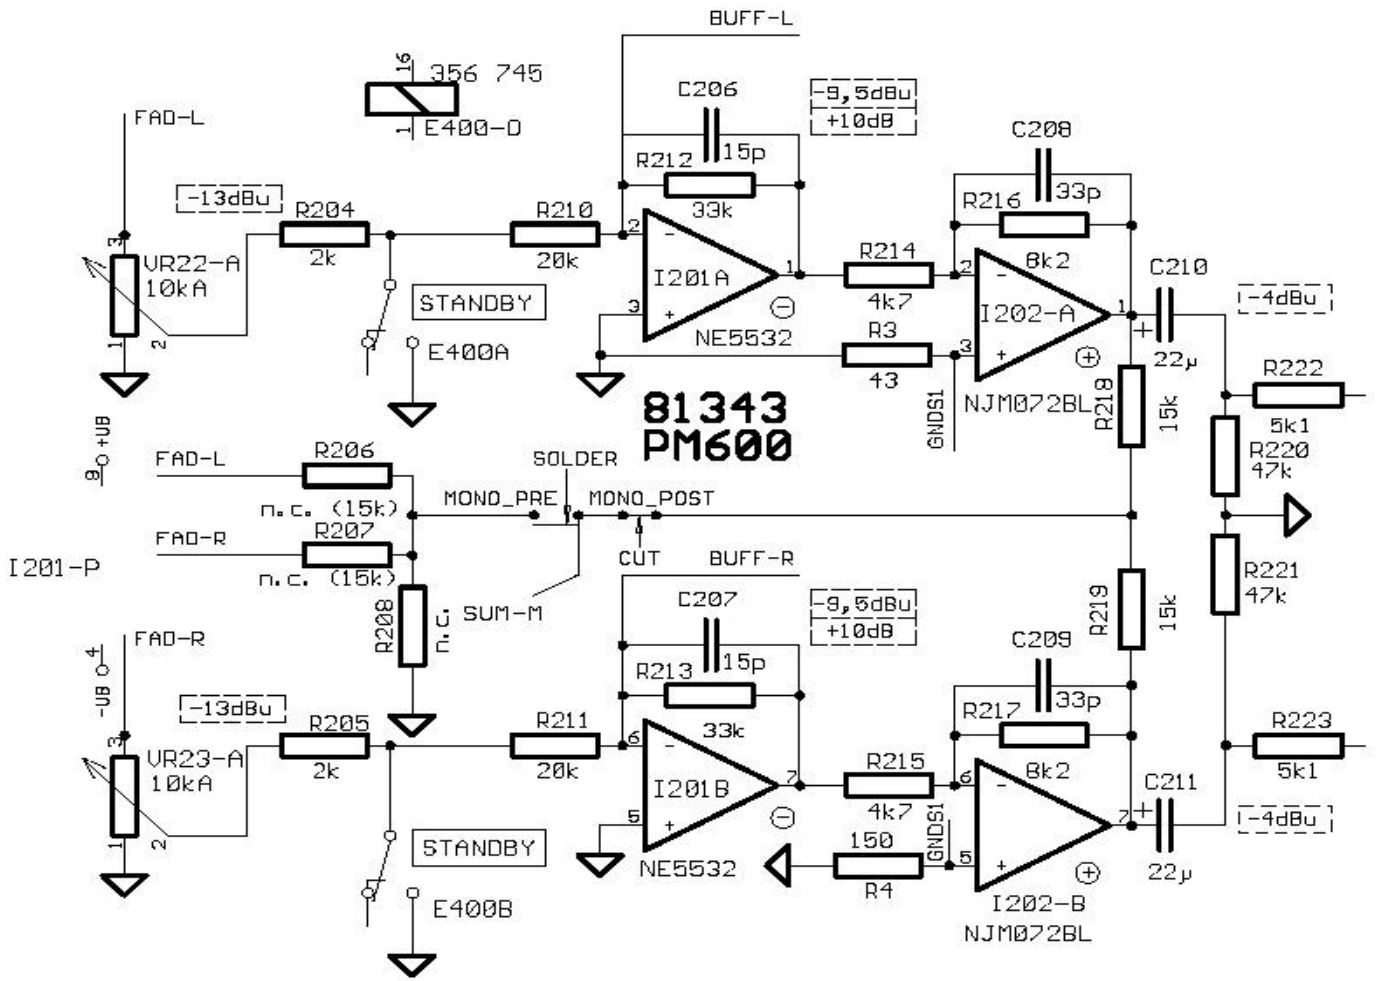 BUFF-L
16
356 745
1
E400-0
FAD-L
C206
15p
-9,5dBu
+10dB
C208
33p
-13dBu
R204
2k
R210
20k
R212
33k
R216
8k2
3
VR22-A
10kA
1
2
STANDBY
E400A
2
-
I201A
1
3
+
NE5532
R214
4k7
R3
43
2
-
I202-A
1
3
+
NJM072BL
GNDS1
C210
+
22µ
-4dBu
R222
5k1
R218
15k
R220
47k
81343
PM600
9
+UB
FAD-L
R206
n.c. (15k)
SOLDER
MONO_PRE
MONO_POST
CUT
FAD-R
R207
n.c. (15k)
I201-P
R208
n.c.
SUM-M
BUFF-R
C207
15p
-9,5dBu
+10dB
R219
15k
R221
47k
4
-UB
FAD-R
C209
33p
-13dBu
R205
2k
R211
20k
R213
33k
R217
8k2
R223
5k1
3
VR23-A
10kA
1
2
STANDBY
E400B
6
-
I201B
7
5
+
NE5532
R215
4k7
150
R4
GNDS1
6
-
7
5
+
I202-B
NJM072BL
C211
+
22µ
-4dBu